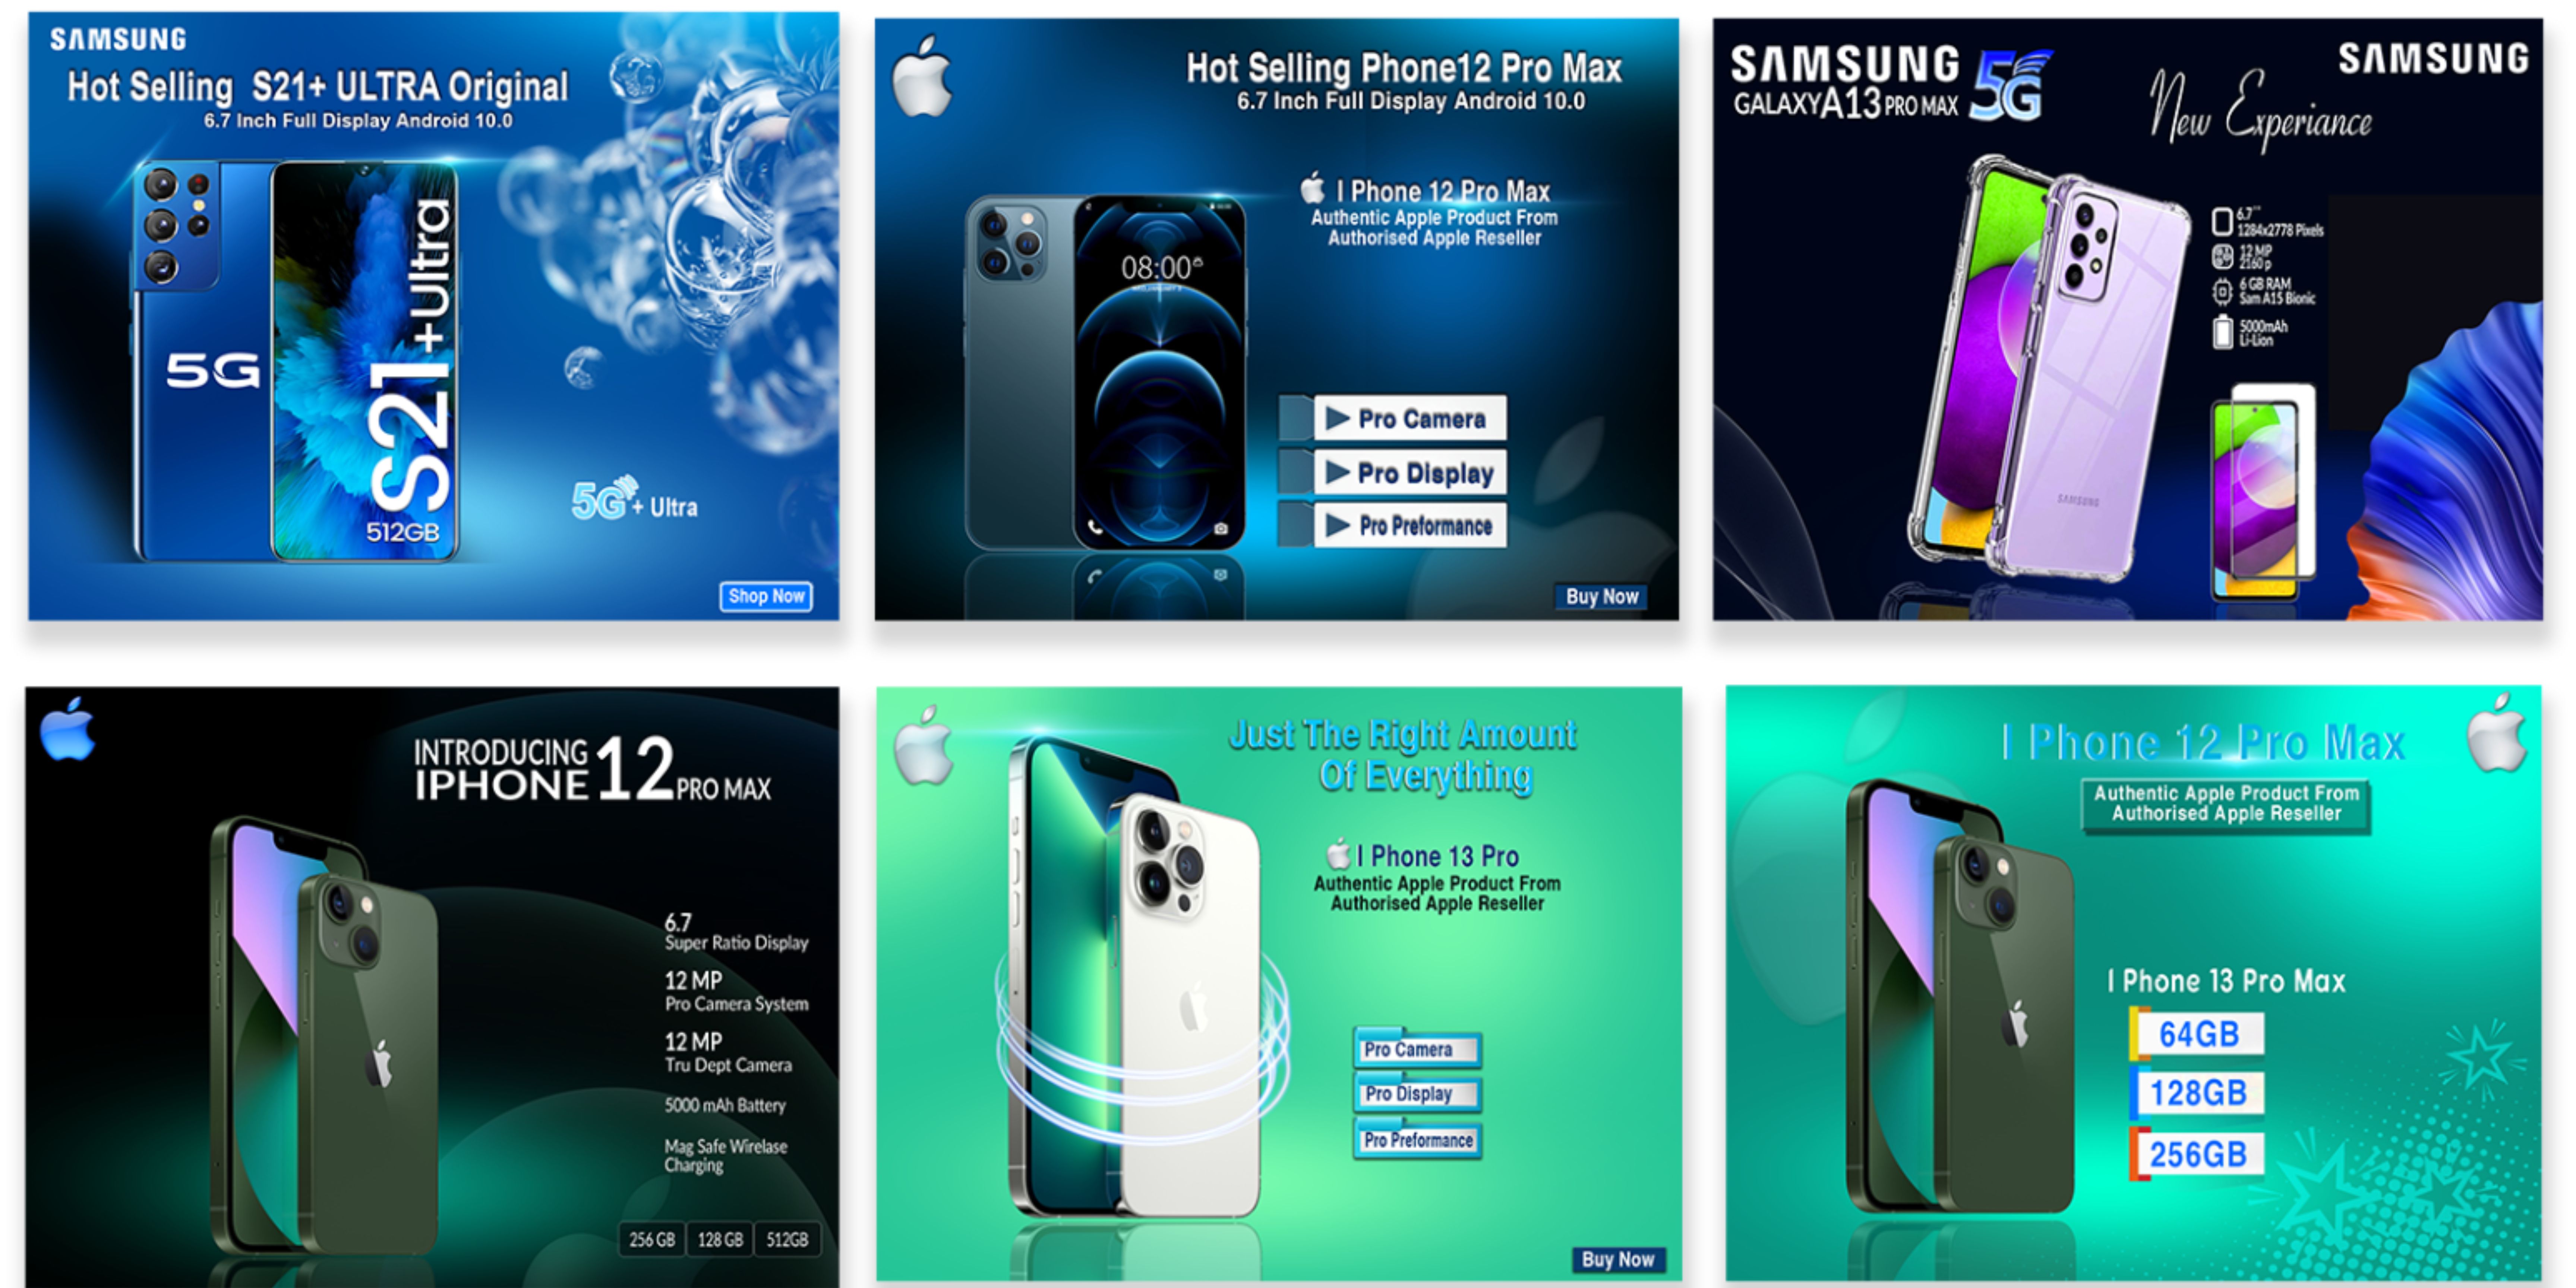 SAMSUNG
Hot Selling S21+ ULTRA Original
6.7 Inch Full Display Android 10.0
5G
S21+Ultra
512GB
5G + Ultra
Shop Now
Hot Selling Phone12 Pro Max
6.7 Inch Full Display Android 10.0
I Phone 12 Pro Max
Authentic Apple Product From
Authorised Apple Reseller
08:00
Pro Camera
Pro Display
Pro Preformance
Buy Now
SAMSUNG
GALAXY A13 PRO MAX
5G
SAMSUNG
New Experiance
6.7"
1284x2778 Pixels
12 MP
2160 p
6 GB RAM
Sam A15 Bionic
5000mAh
Li-Lion
SAMSUNG
INTRODUCING
IPHONE 12 PRO MAX
6.7
Super Ratio Display
12 MP
Pro Camera System
12 MP
Tru Dept Camera
5000 mAh Battery
Mag Safe Wirelase
Charging
256 GB
128 GB
512GB
Just The Right Amount
Of Everything
I Phone 13 Pro
Authentic Apple Product From
Authorised Apple Reseller
Pro Camera
Pro Display
Pro Preformance
Buy Now
I Phone 12 Pro Max
Authentic Apple Product From
Authorised Apple Reseller
I Phone 13 Pro Max
64GB
128GB
256GB